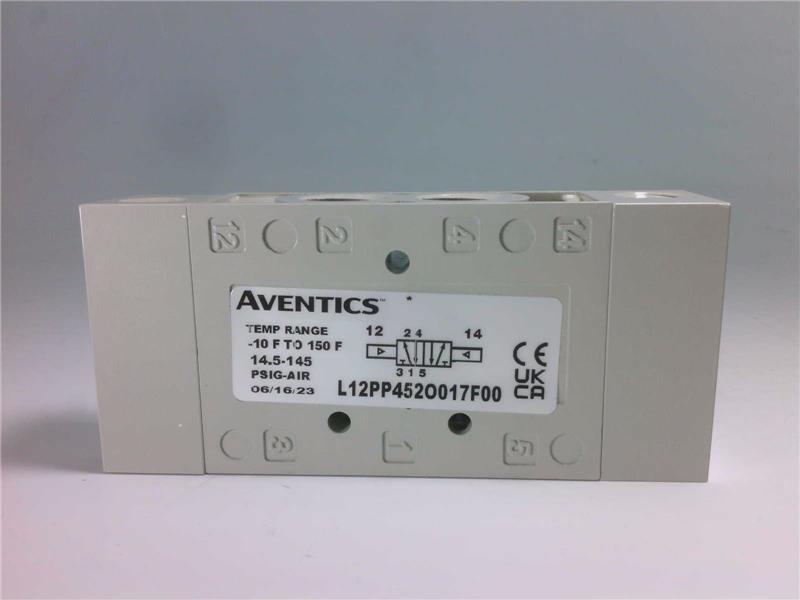 12 2 4 14
AVENTICS™ *
TEMP RANGE
-10 F TO 150 F
14.5-145
PSIG-AIR
06/16/23
12 2 4 14
3 1 5
L12PP452O017F00
CE
UK
CA
3 1 5